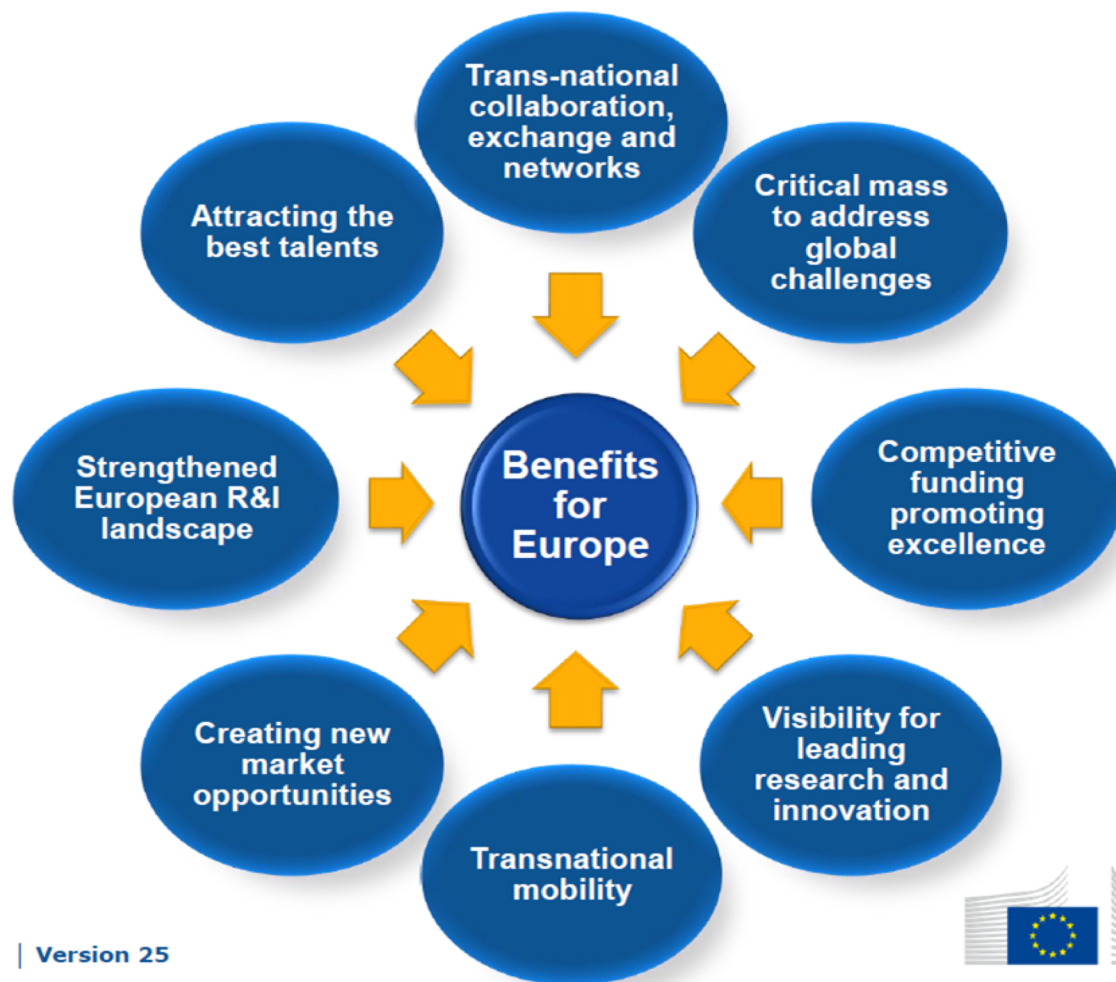 Trans-national
collaboration,
exchange and
networks
Critical mass
to address
global
challenges
Competitive
funding
promoting
excellence
Visibility for
leading
research and
innovation
Transnational
mobility
Creating new
market
opportunities
Strengthened
European R&I
landscape
Attracting the
best talents
Benefits
for
Europe
| Version 25